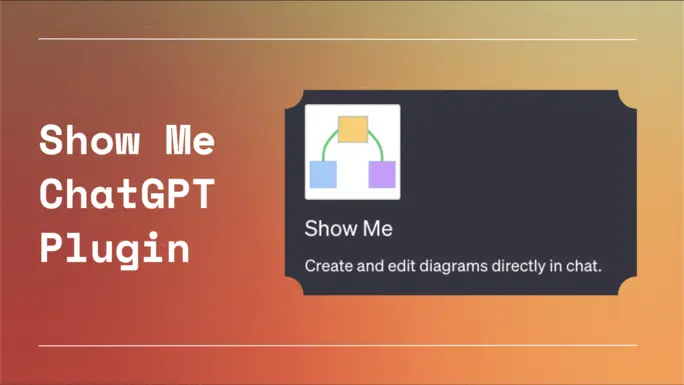 Show Me
ChatGPT
Plugin
Show Me
Create and edit diagrams directly in chat.